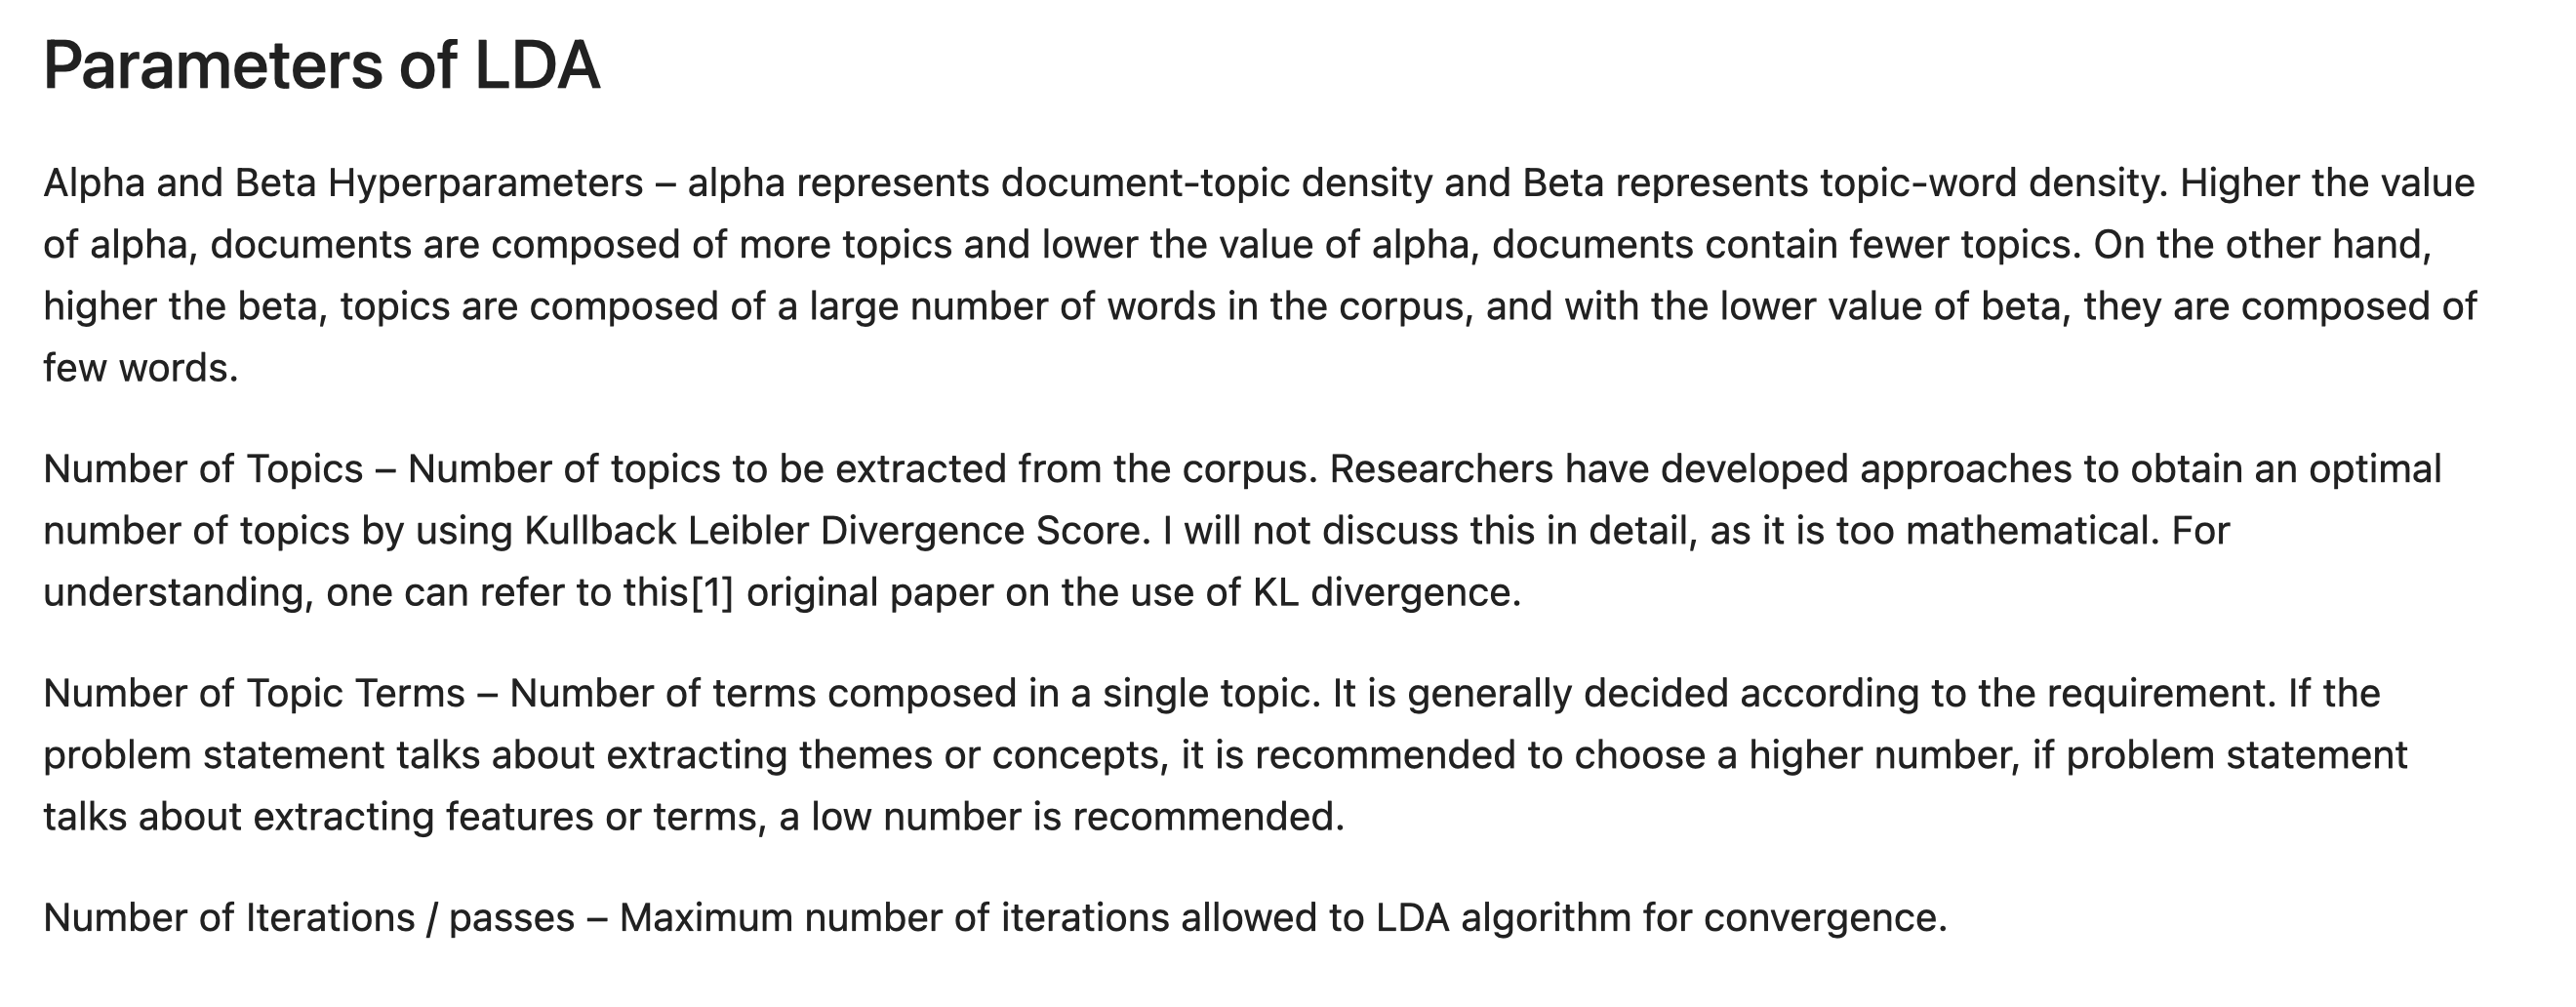 Parameters of LDA
Alpha and Beta Hyperparameters – alpha represents document-topic density and Beta represents topic-word density. Higher the value
of alpha, documents are composed of more topics and lower the value of alpha, documents contain fewer topics. On the other hand,
higher the beta, topics are composed of a large number of words in the corpus, and with the lower value of beta, they are composed of
few words.
Number of Topics – Number of topics to be extracted from the corpus. Researchers have developed approaches to obtain an optimal
number of topics by using Kullback Leibler Divergence Score. I will not discuss this in detail, as it is too mathematical. For
understanding, one can refer to this[1] original paper on the use of KL divergence.
Number of Topic Terms – Number of terms composed in a single topic. It is generally decided according to the requirement. If the
problem statement talks about extracting themes or concepts, it is recommended to choose a higher number, if problem statement
talks about extracting features or terms, a low number is recommended.
Number of Iterations / passes – Maximum number of iterations allowed to LDA algorithm for convergence.